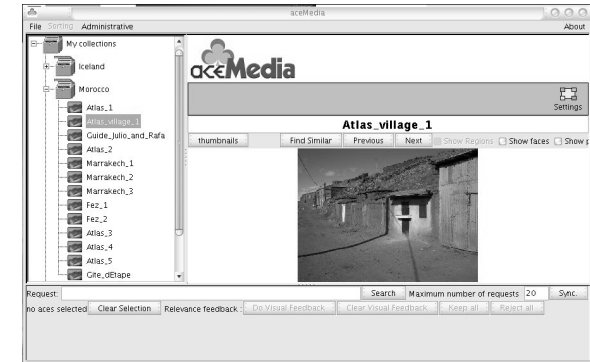 aceMedia
File Sorting Administrative About
My collections
Iceland
Morocco
Atlas_1
Atlas_village_1
Guide_Julio_and_Rafa
Atlas_2
Marrakech_1
Marrakech_2
Marrakech_3
Fez_1
Fez_2
Atlas_3
Atlas_4
Atlas_5
Gite_dEtape
aceMedia
Settings
Atlas_village_1
thumbnails Find Similar Previous Next Show Regions Show faces Show p
Request: Search Maximum number of requests 20 Sync.
no aces selected Clear Selection Relevance feedback : Do Visual Feedback Clear Visual Feedback Keep all Reject all